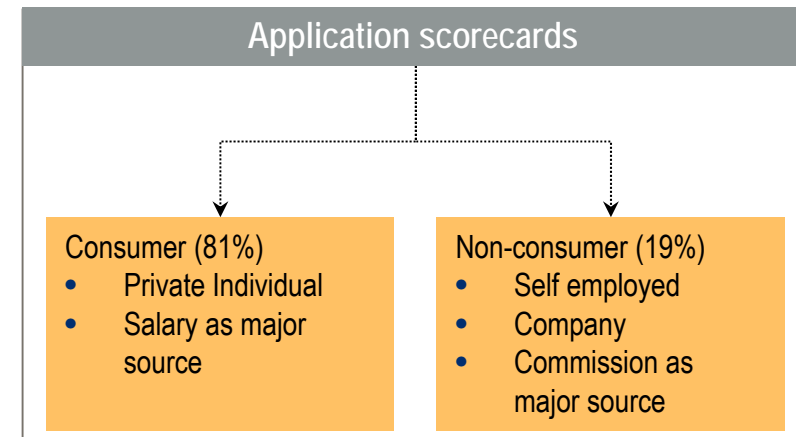 Application scorecards
Consumer (81%)
• Private Individual
• Salary as major
source
Non-consumer (19%)
• Self employed
• Company
• Commission as
major source